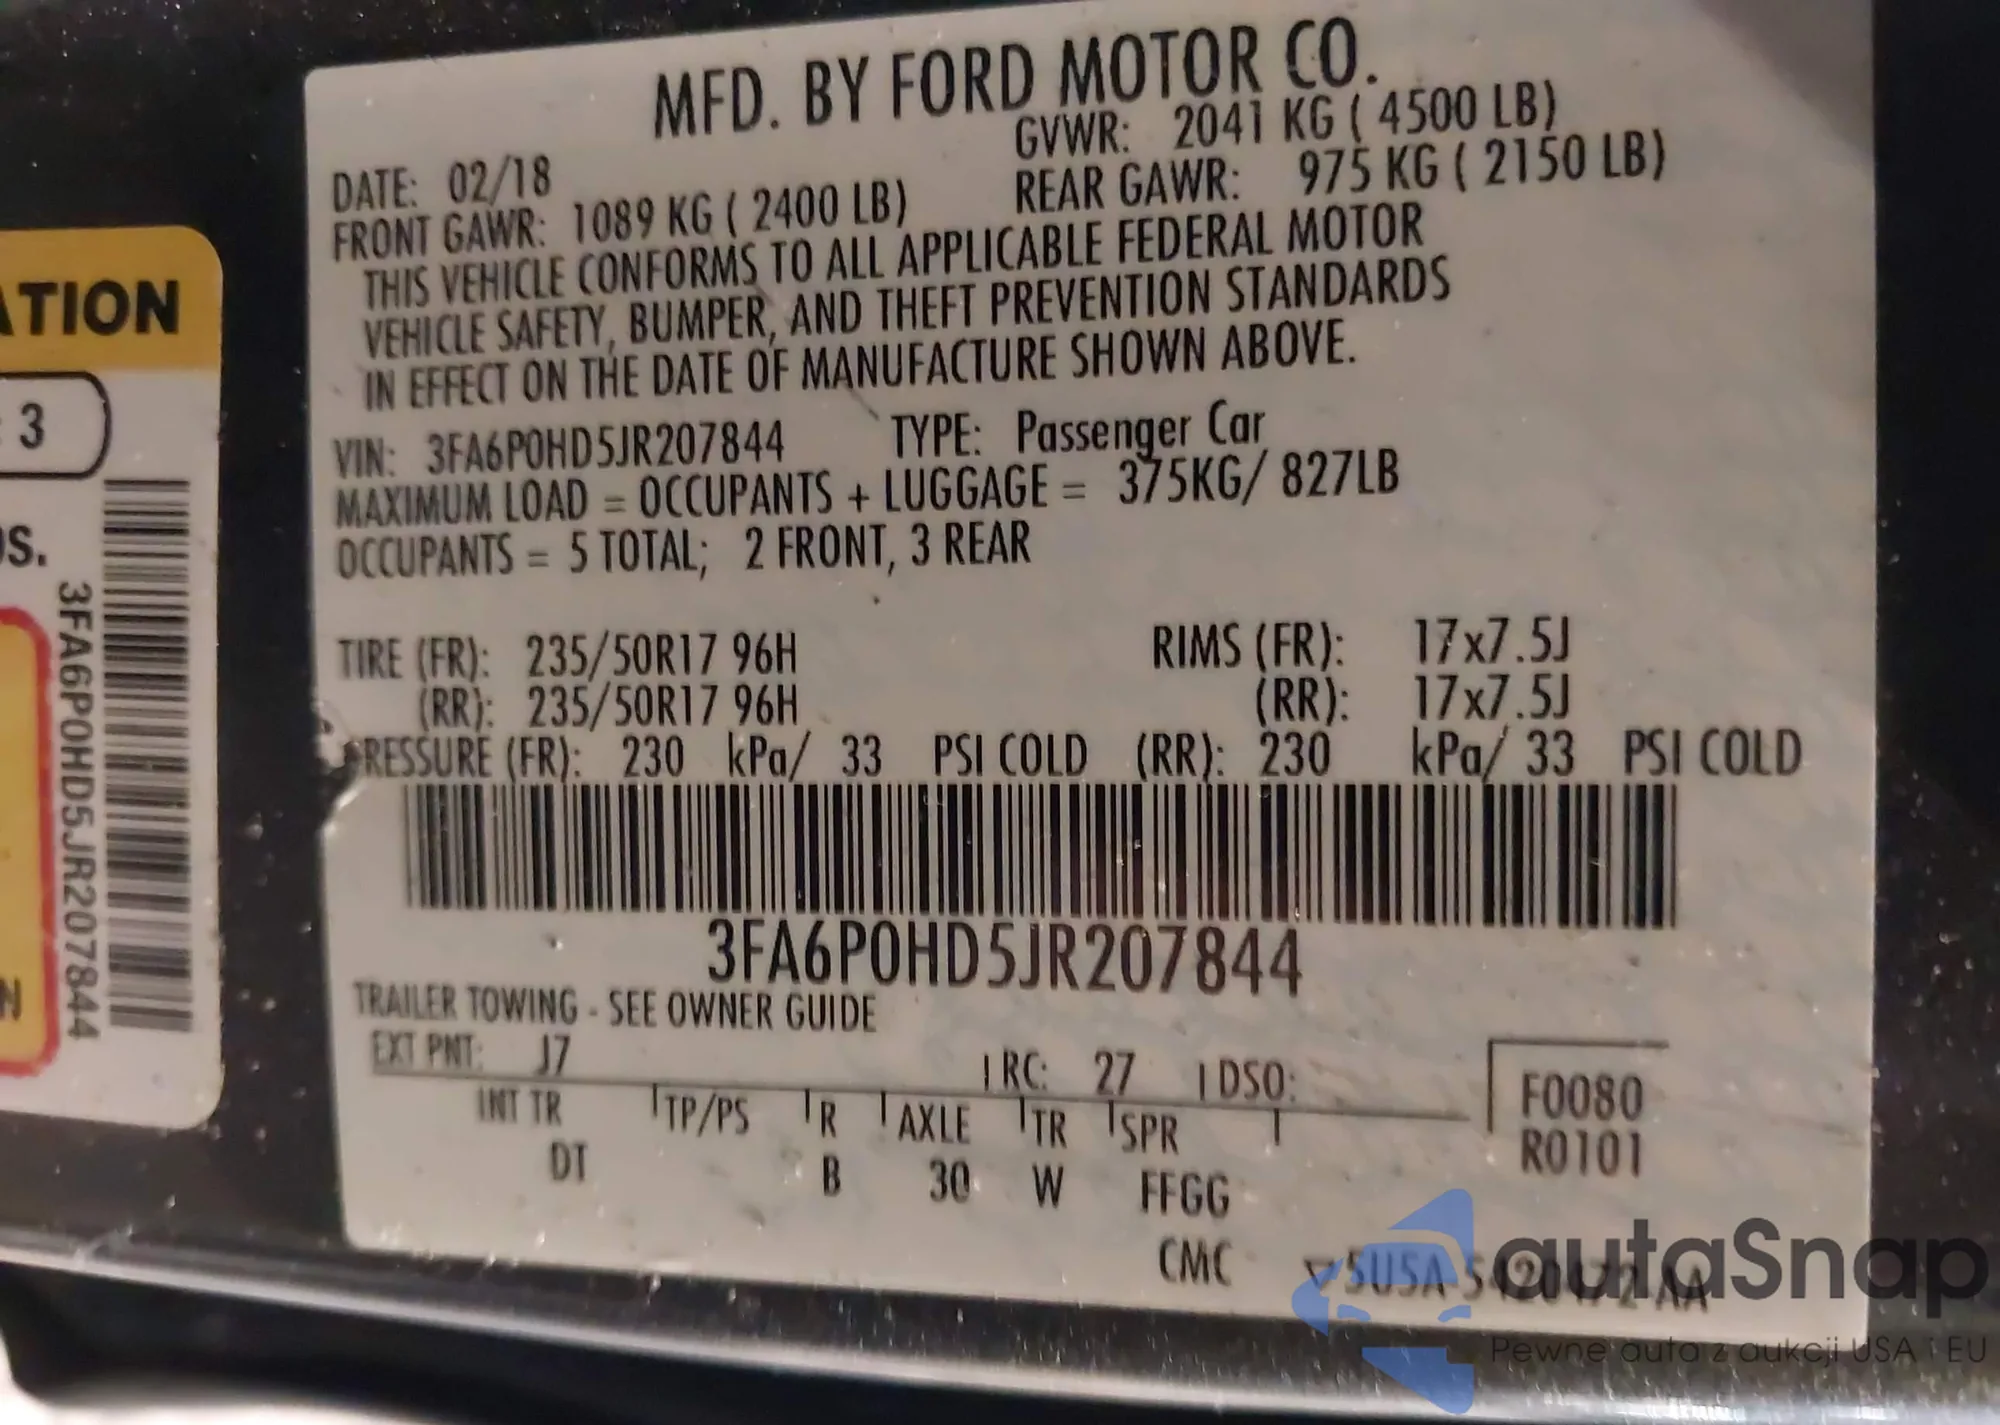 ATION
3
S.
3FA6P0HD5JR207844
N
MFD. BY FORD MOTOR CO.
DATE: 02/18 GVWR: 2041 KG ( 4500 LB)
FRONT GAWR: 1089 KG ( 2400 LB) REAR GAWR: 975 KG ( 2150 LB)
THIS VEHICLE CONFORMS TO ALL APPLICABLE FEDERAL MOTOR
VEHICLE SAFETY, BUMPER, AND THEFT PREVENTION STANDARDS
IN EFFECT ON THE DATE OF MANUFACTURE SHOWN ABOVE.
VIN: 3FA6P0HD5JR207844 TYPE: Passenger Car
MAXIMUM LOAD = OCCUPANTS + LUGGAGE = 375KG/ 827LB
OCCUPANTS = 5 TOTAL; 2 FRONT, 3 REAR
TIRE (FR): 235/50R17 96H RIMS (FR): 17x7.5J
(RR): 235/50R17 96H (RR): 17x7.5J
PRESSURE (FR): 230 kPa/ 33 PSI COLD (RR): 230 kPa/ 33 PSI COLD
3FA6P0HD5JR207844
TRAILER TOWING - SEE OWNER GUIDE
EXT PNT: J7 RC: 27 DSO:
INT TR TP/PS R AXLE TR SPR
DT B 30 W FFGG
F0080
R0101
CMC 5U5A-5420472-AA
autaSnap
Pewne auta z aukcji USA i EU